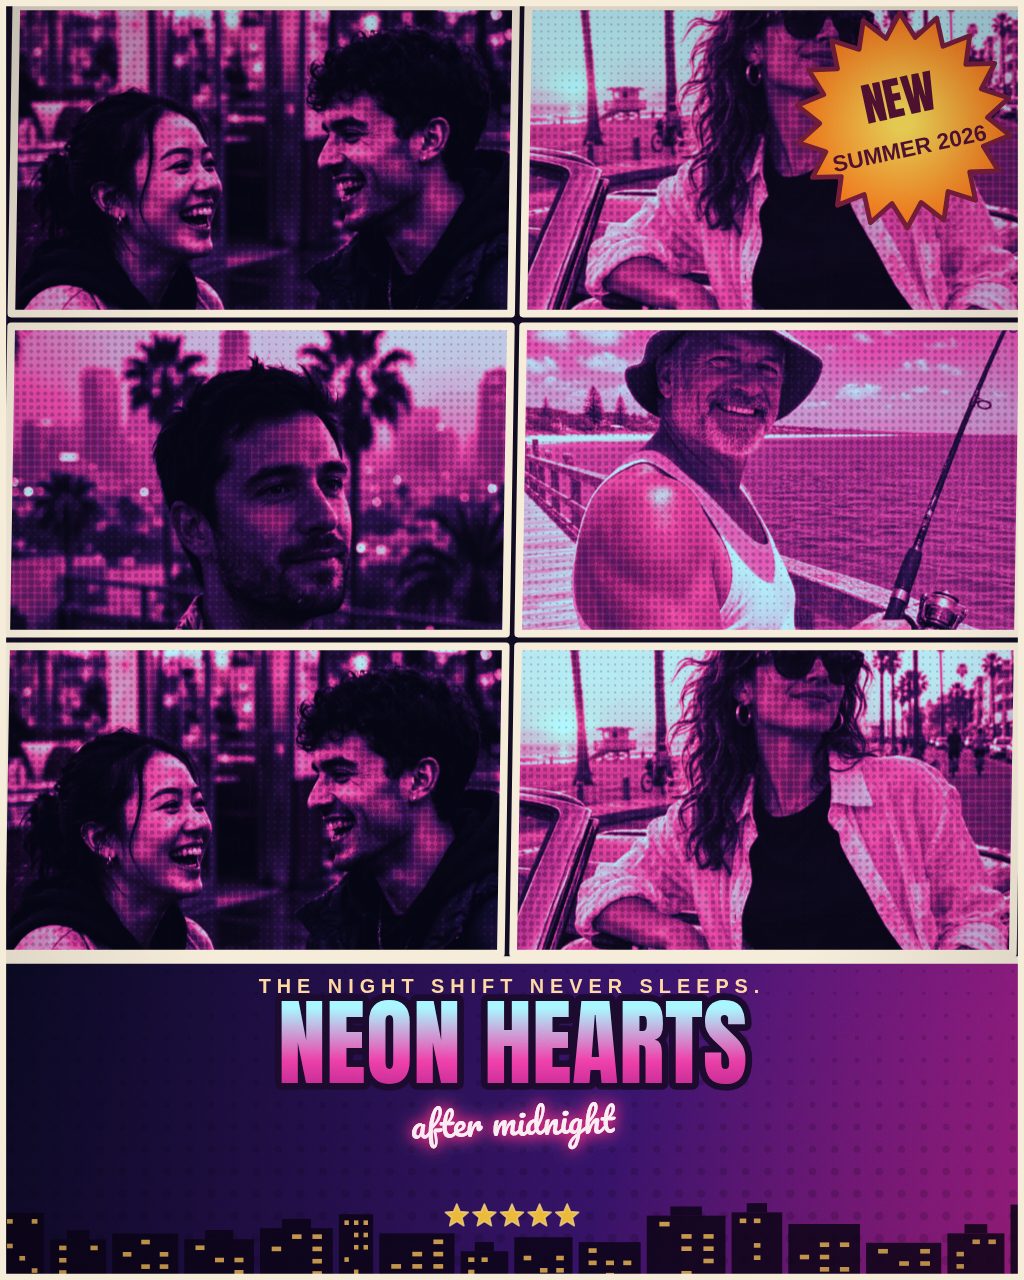 NEW
SUMMER 2026
THE NIGHT SHIFT NEVER SLEEPS.
NEON HEARTS
after midnight